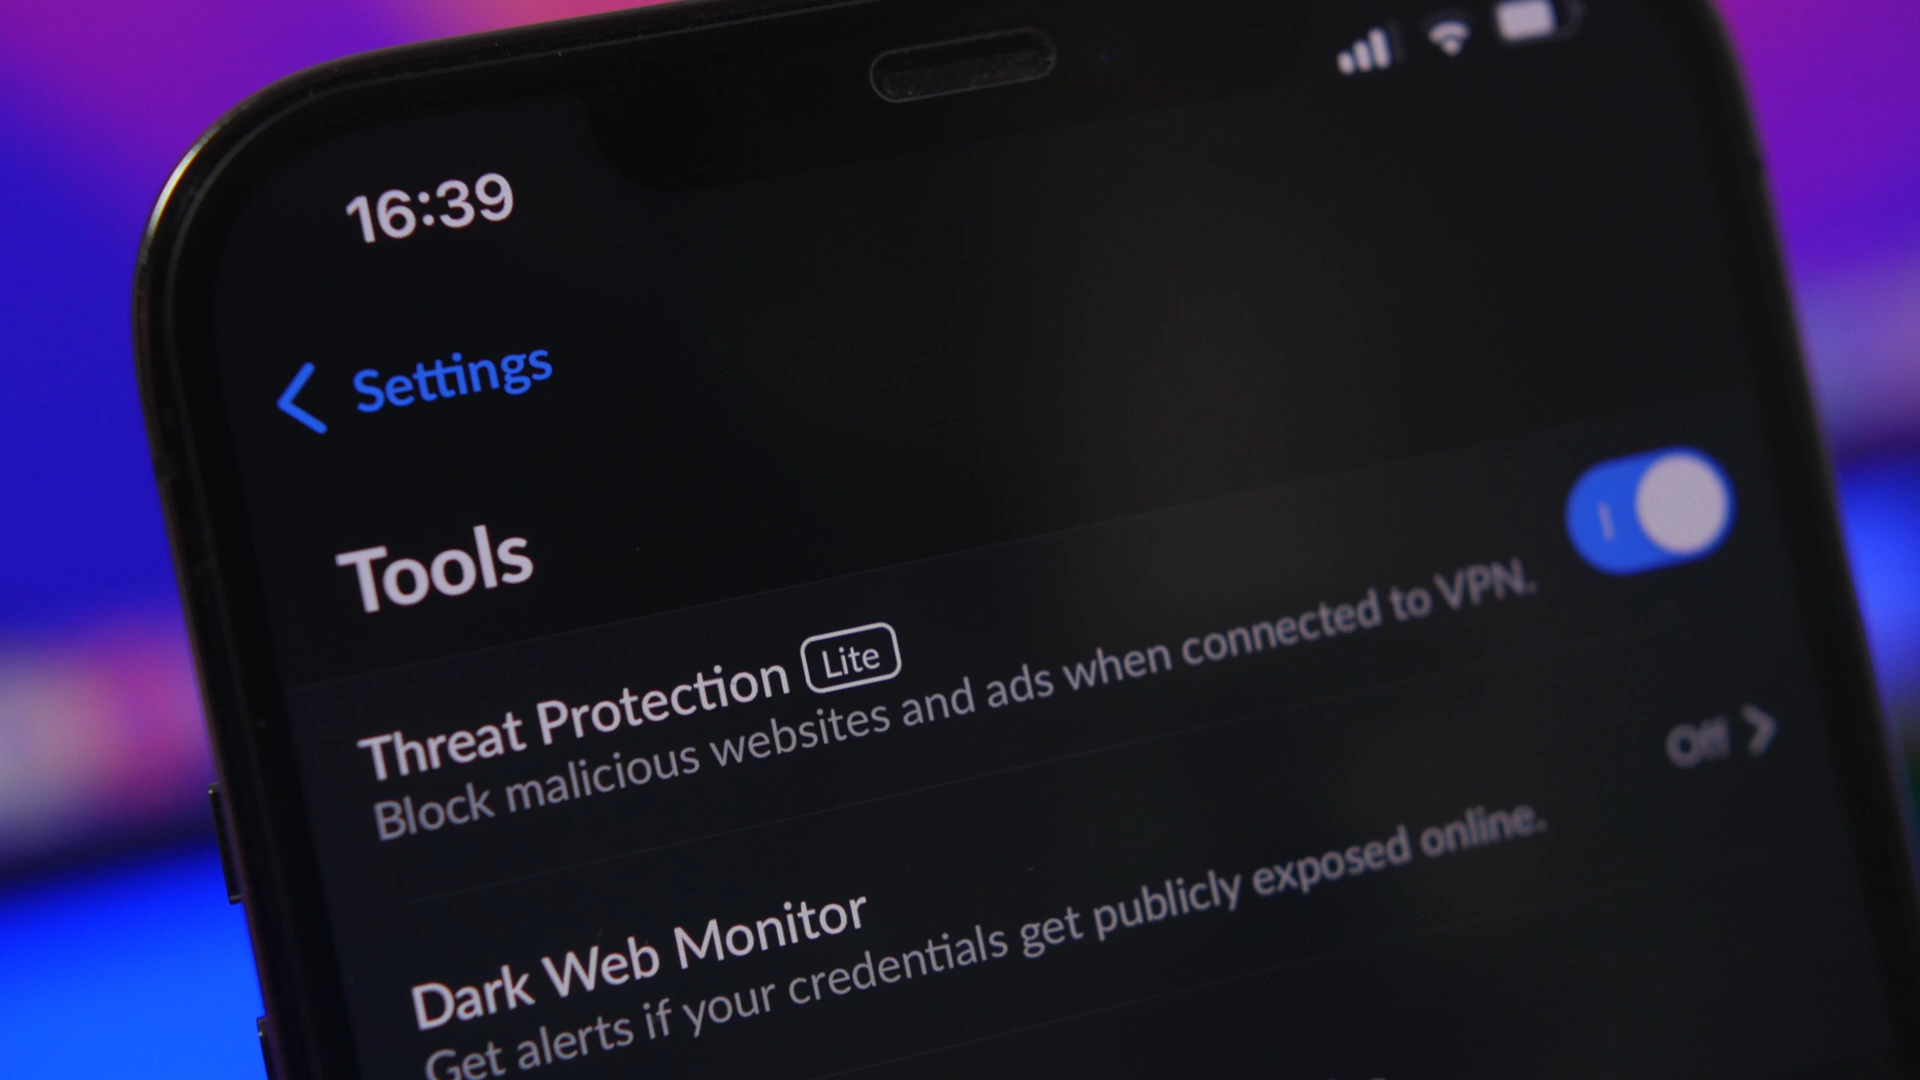 16:39
Settings
Tools
Threat Protection Lite
Block malicious websites and ads when connected to VPN.
Dark Web Monitor
Off
Get alerts if your credentials get publicly exposed online.